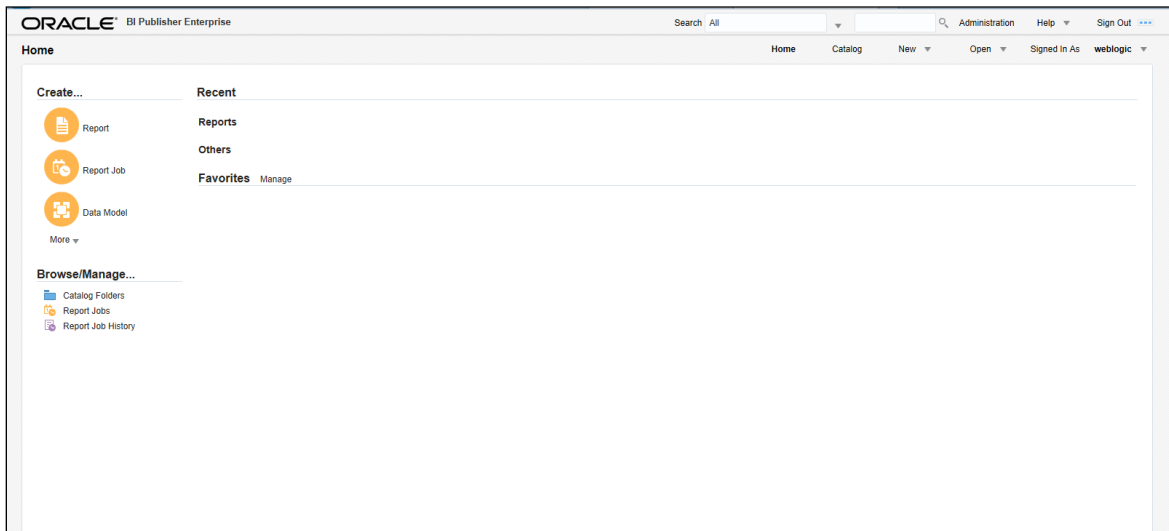 ORACLE BI Publisher Enterprise Search All Administration Help Sign Out
Home Home Catalog New Open Signed In As weblogic
Create...
Report
Report Job
Data Model
More
Browse/Manage...
Catalog Folders
Report Jobs
Report Job History
Recent
Reports
Others
Favorites Manage